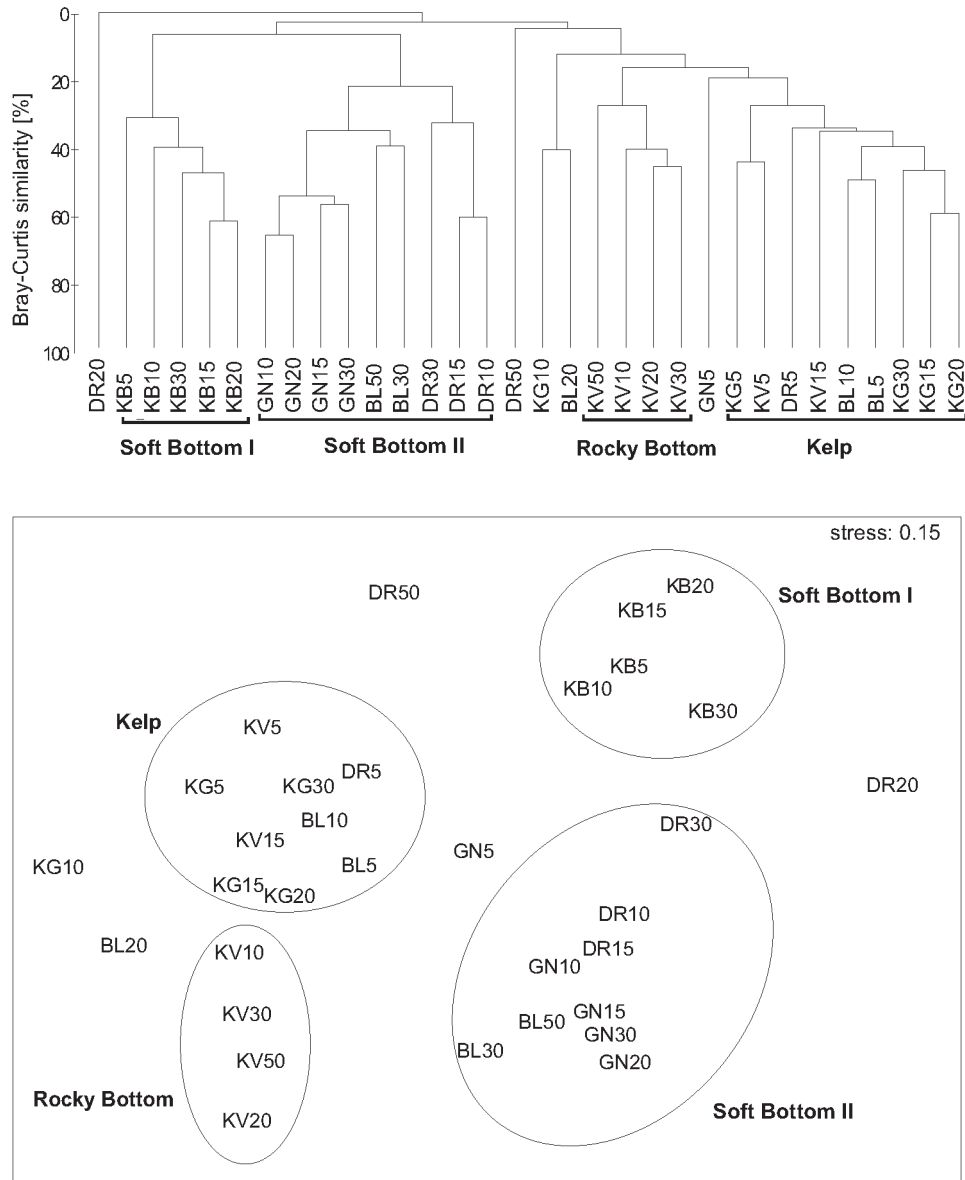 Bray-Curtis similarity [%]
0
20
40
60
80
100
DR20 KB5 KB10 KB30 KB15 KB20 GN10 GN20 GN15 GN30 BL50 BL30 DR30 DR15 DR10 DR50 KG10 BL20 KV50 KV10 KV20 KV30 GN5 KG5 KV5 DR5 KV15 BL10 BL5 KG30 KG15 KG20
Soft Bottom I Soft Bottom II Rocky Bottom Kelp
stress: 0.15
DR50
KB20
Soft Bottom I
KB15
KB5
KB10
KB30
Kelp
KV5
DR5
KG5
KG30
DR20
BL10
DR30
KV15
GN5
BL5
KG10
KG15
KG20
DR10
BL20
KV10
DR15
GN10
KV30
GN15
BL50
GN30
BL30
KV50
GN20
Rocky Bottom
Soft Bottom II
KV20